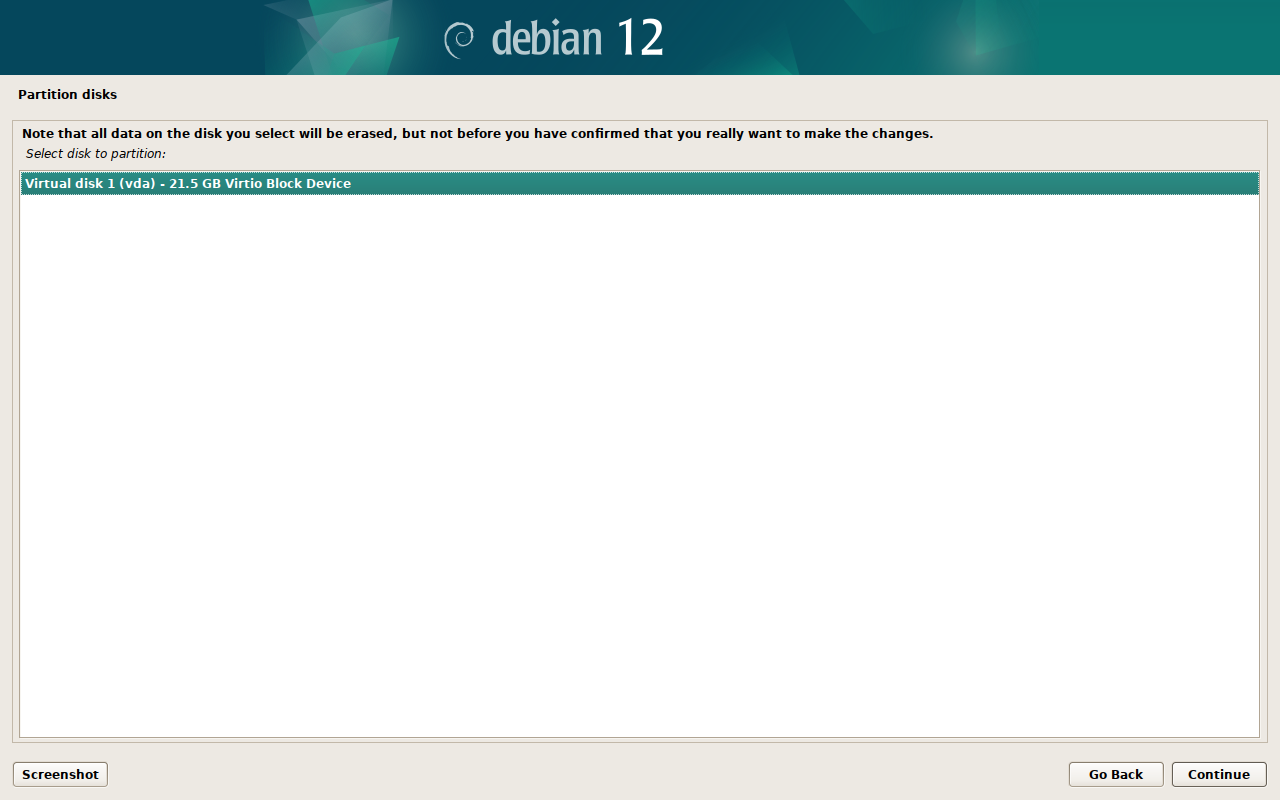 debian 12
Partition disks
Note that all data on the disk you select will be erased, but not before you have confirmed that you really want to make the changes.
Select disk to partition:
Virtual disk 1 (vda) - 21.5 GB Virtio Block Device
Screenshot
Go Back
Continue